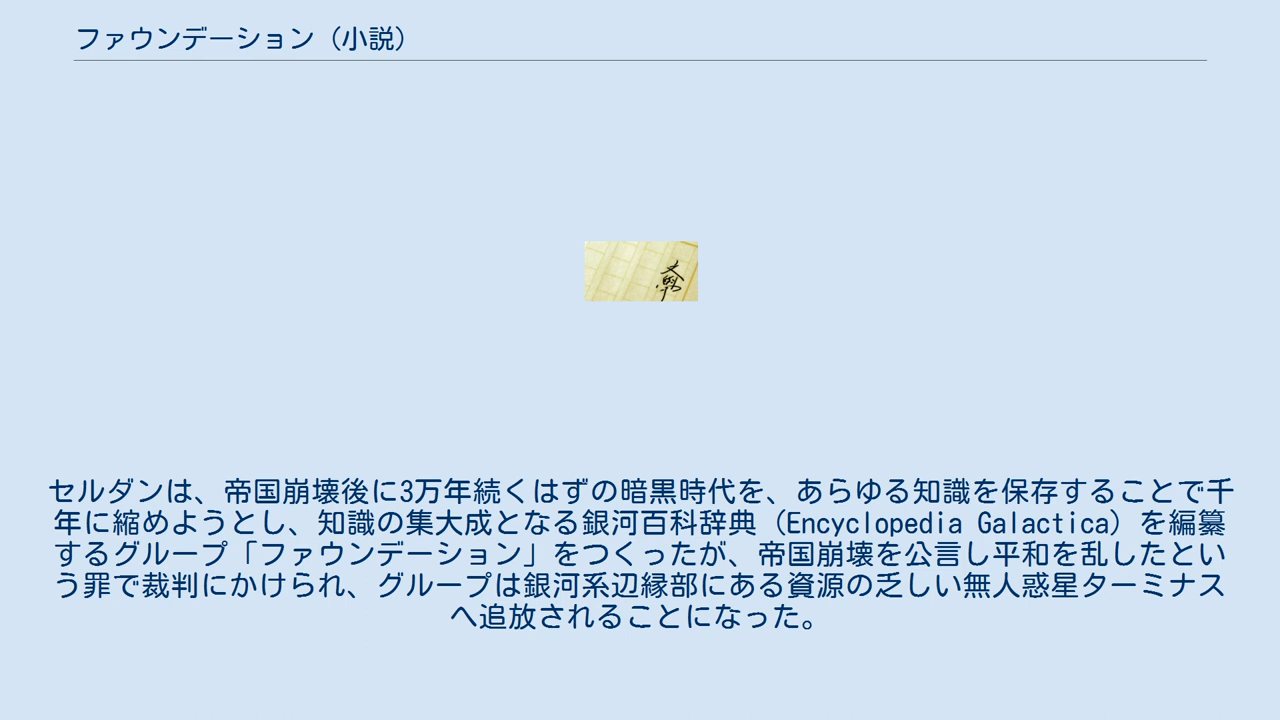 ファウンデーション（小説）
セルダンは、帝国崩壊後に3万年続くはずの暗黒時代を、あらゆる知識を保存することで千
年に縮めようとし、知識の集大成となる銀河百科辞典（Encyclopedia Galactica）を編纂
するグループ「ファウンデーション」をつくったが、帝国崩壊を公言し平和を乱したとい
う罪で裁判にかけられ、グループは銀河系辺縁部にある資源の乏しい無人惑星ターミナス
へ追放されることになった。